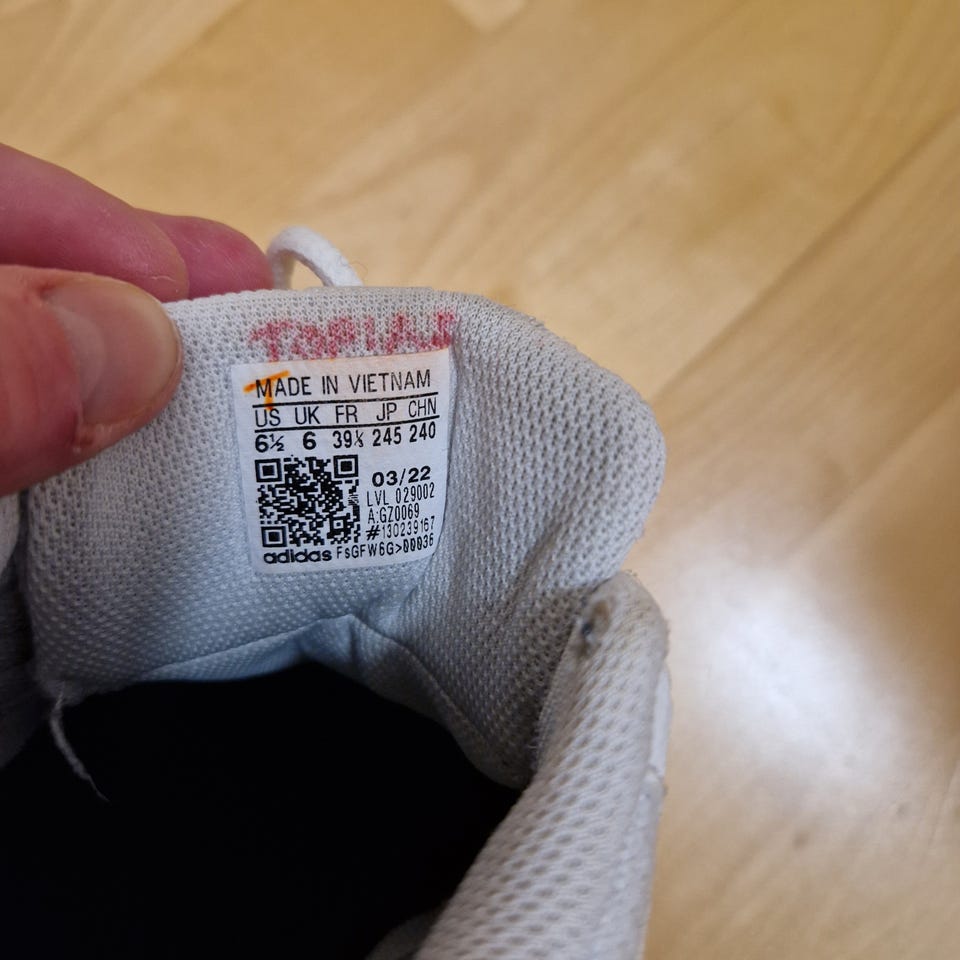 MADE IN VIETNAM
US UK FR JP CHN
6½ 6 39⅓ 245 240
03/22
LVL 029002
A:GZ0069
#130239167
adidas FsGFW6G>00036